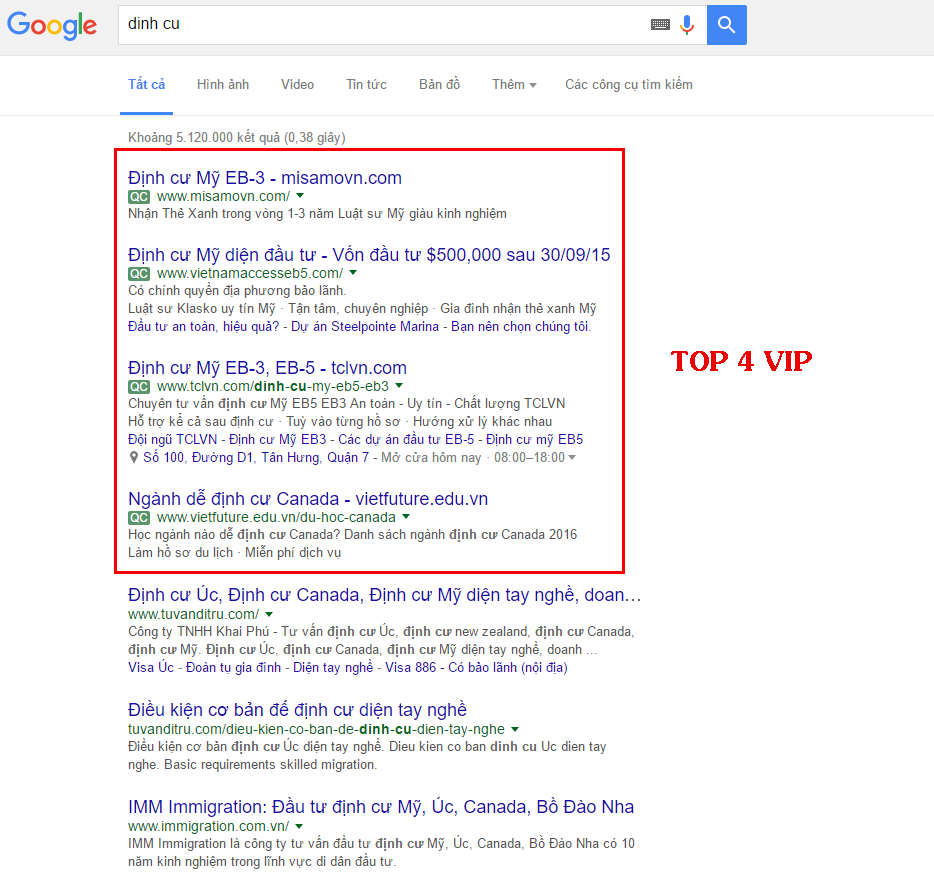 Google
dinh cu
Tất cả Hình ảnh Video Tin tức Bản đồ Thêm Các công cụ tìm kiếm
Khoảng 5.120.000 kết quả (0,38 giây)
Định cư Mỹ EB-3 - misamovn.com
QC www.misamovn.com/
Nhận Thẻ Xanh trong vòng 1-3 năm Luật sư Mỹ giàu kinh nghiệm
Định cư Mỹ diện đầu tư - Vốn đầu tư $500,000 sau 30/09/15
QC www.vietnamaccesseb5.com/
Có chính quyền địa phương bảo lãnh.
Luật sư Klasko uy tín Mỹ · Tận tâm, chuyên nghiệp · Gia đình nhận thẻ xanh Mỹ
Đầu tư an toàn, hiệu quả? - Dự án Steelpointe Marina - Bạn nên chọn chúng tôi.
TOP 4 VIP
Định cư Mỹ EB-3, EB-5 - tclvn.com
QC www.tclvn.com/dinh-cu-my-eb5-eb3
Chuyên tư vấn định cư Mỹ EB5 EB3 An toàn - Uy tín - Chất lượng TCLVN
Hỗ trợ kể cả sau định cư · Tuỳ vào từng hồ sơ · Hướng xử lý khác nhau
Đội ngũ TCLVN - Định cư Mỹ EB3 - Các dự án đầu tư EB-5 - Định cư mỹ EB5
Số 100, Đường D1, Tân Hưng, Quận 7 - Mở cửa hôm nay · 08:00–18:00
Ngành dễ định cư Canada - vietfuture.edu.vn
QC www.vietfuture.edu.vn/du-hoc-canada
Học ngành nào dễ định cư Canada? Danh sách ngành định cư Canada 2016
Làm hồ sơ du lịch · Miễn phí dịch vụ
Định cư Úc, Định cư Canada, Định cư Mỹ diện tay nghề, doan...
www.tuvanditru.com/
Công ty TNHH Khai Phú - Tư vấn định cư Úc, định cư new zealand, định cư Canada,
định cư Mỹ. Định cư Úc, định cư Canada, định cư Mỹ diện tay nghề, doanh ...
Visa Úc - Đoàn tụ gia đình - Diện tay nghề - Visa 886 - Có bảo lãnh (nội địa)
Điều kiện cơ bản để định cư diện tay nghề
tuvanditru.com/dieu-kien-co-ban-de-dinh-cu-dien-tay-nghe
Điều kiện cơ bản định cư Úc diện tay nghề. Dieu kien co ban dinh cu Uc dien tay
nghe. Basic requirements skilled migration.
IMM Immigration: Đầu tư định cư Mỹ, Úc, Canada, Bồ Đào Nha
www.immigration.com.vn/
IMM Immigration là công ty tư vấn đầu tư định cư Mỹ, Úc, Canada, Bồ Đào Nha có 10
năm kinh nghiệm trong lĩnh vực di dân đầu tư.